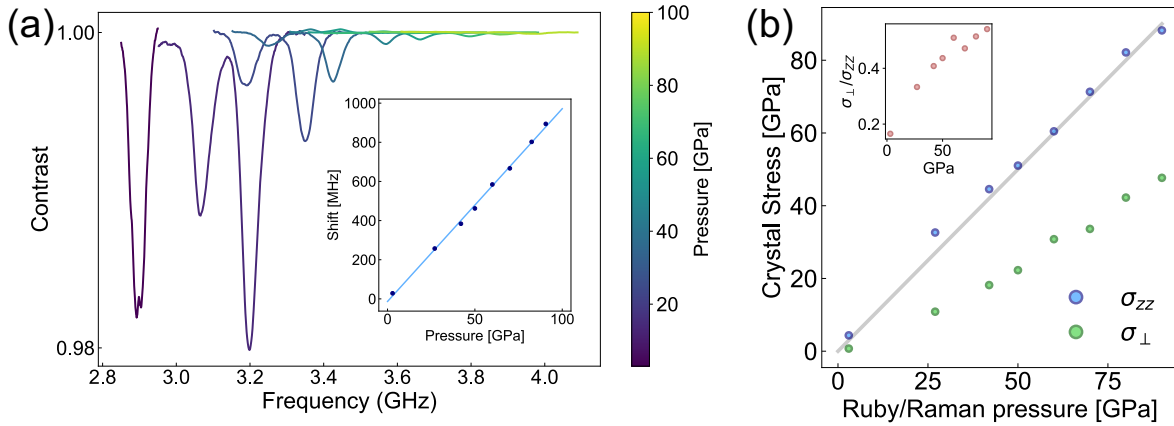 (a)
1.00
0.98
Contrast
2.8
3.0
3.2
3.4
3.6
3.8
4.0
Frequency (GHz)
1000
800
600
400
200
0
Shift [MHz]
0
50
100
Pressure [GPa]
100
80
60
40
20
Pressure [GPa]
(b)
80
60
40
20
0
Crystal Stress [GPa]
0.4
0.2
σ⊥/σZZ
0
50
GPa
σzz
σ⊥
0
25
50
75
Ruby/Raman pressure [GPa]